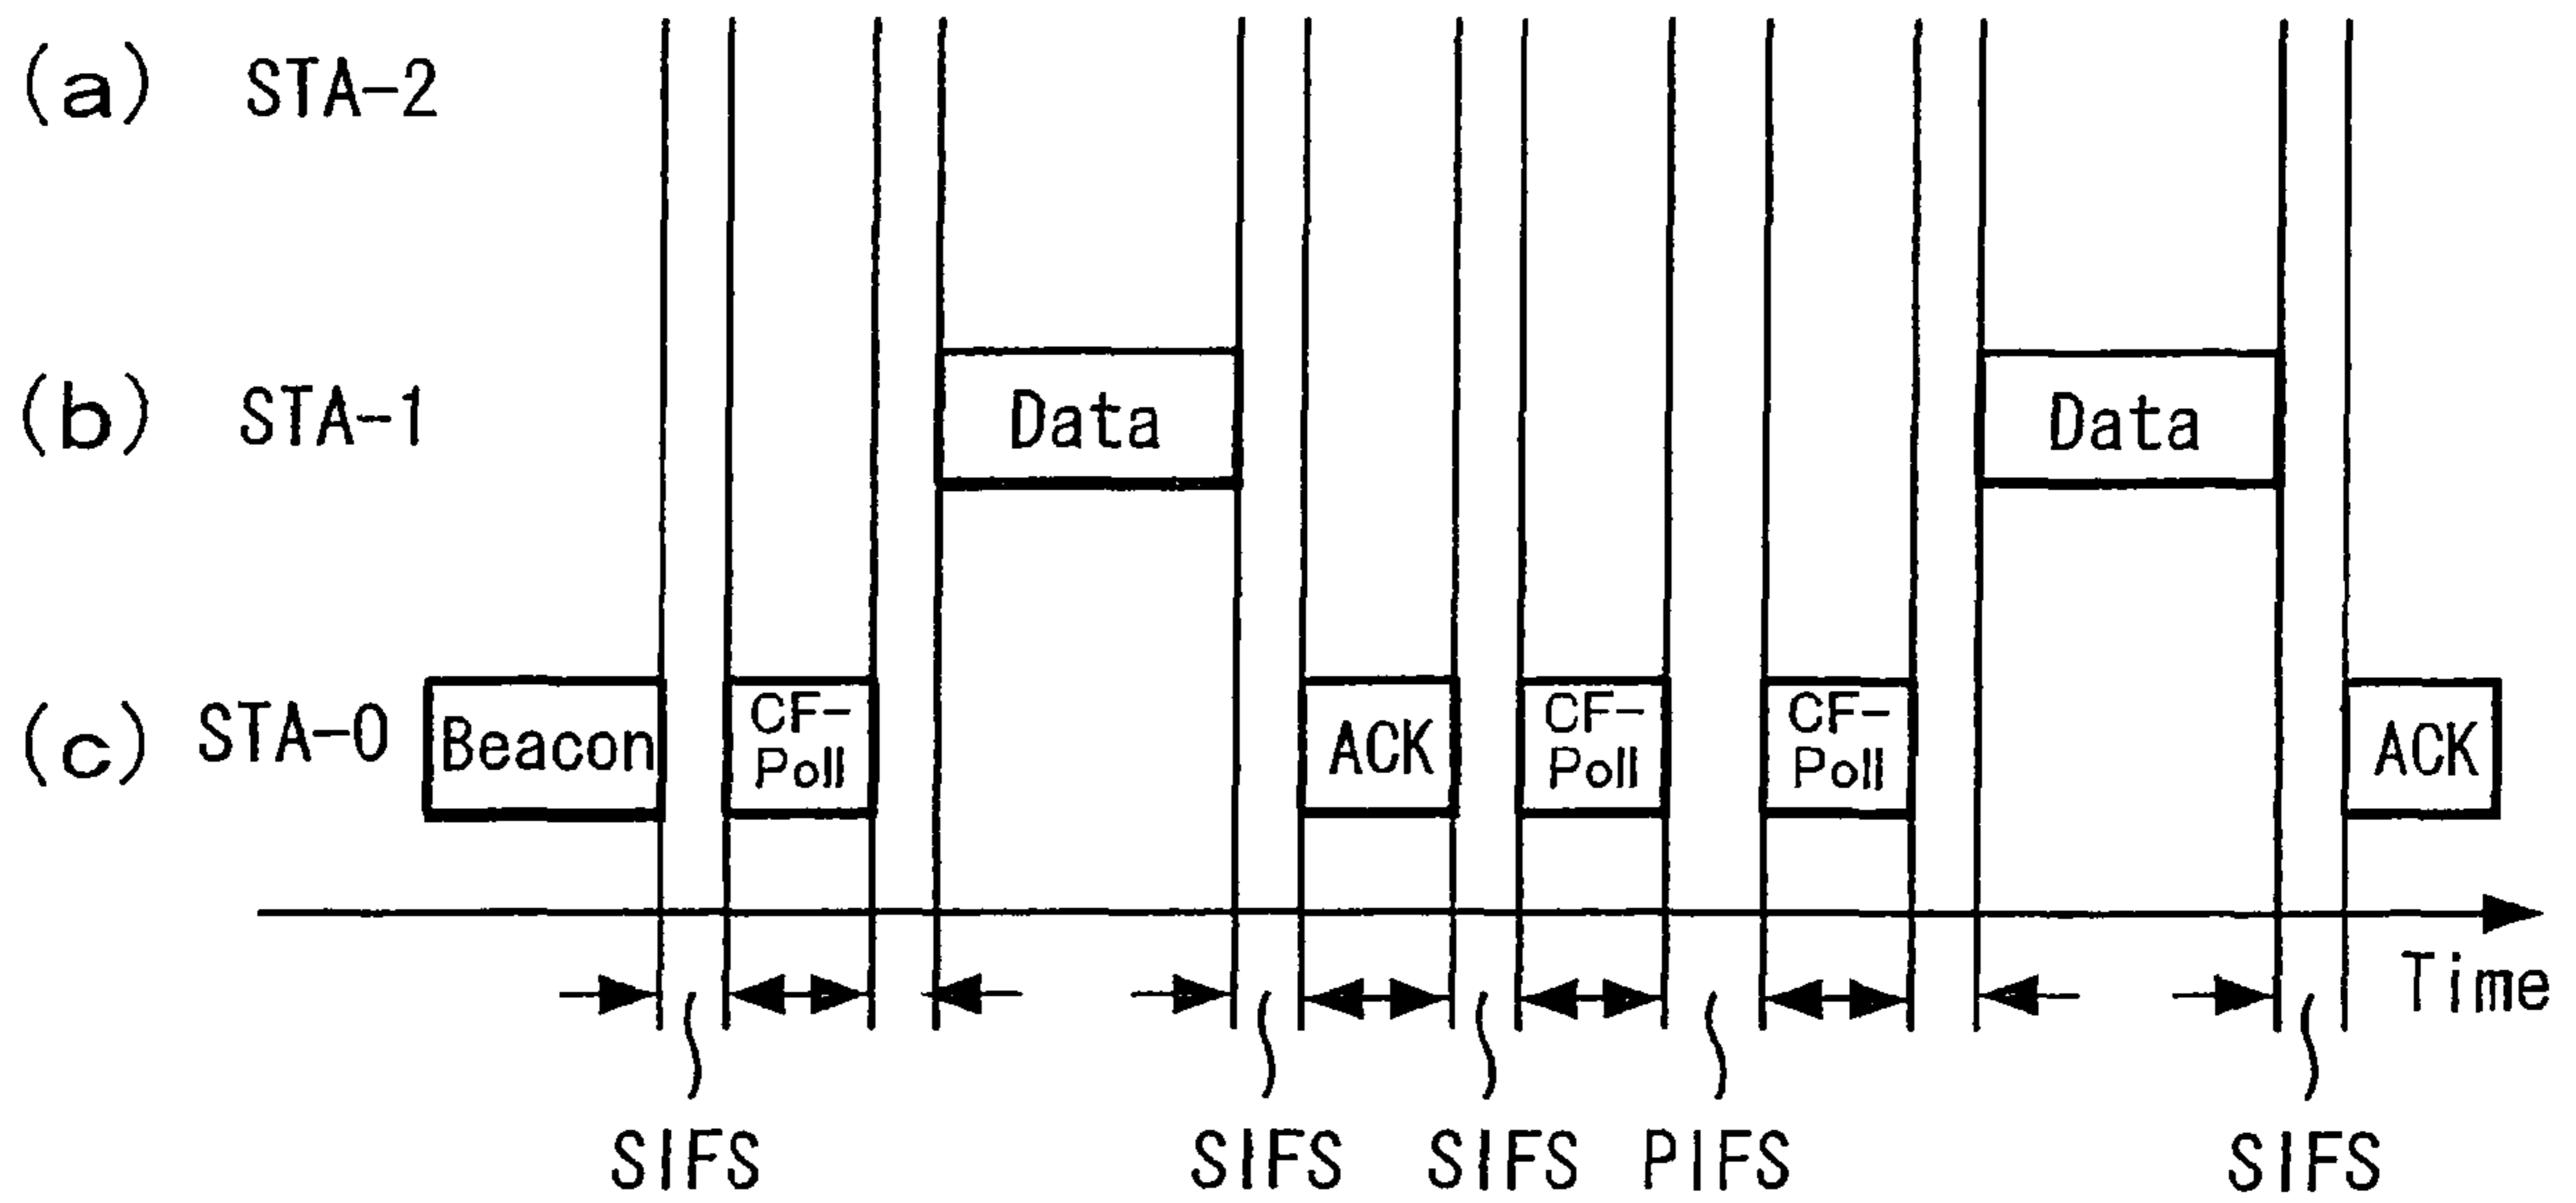 (a) STA-2
(b) STA-1 Data Data
(c) STA-0 Beacon CF-Poll ACK CF-Poll CF-Poll ACK
Time
SIFS SIFS SIFS PIFS SIFS